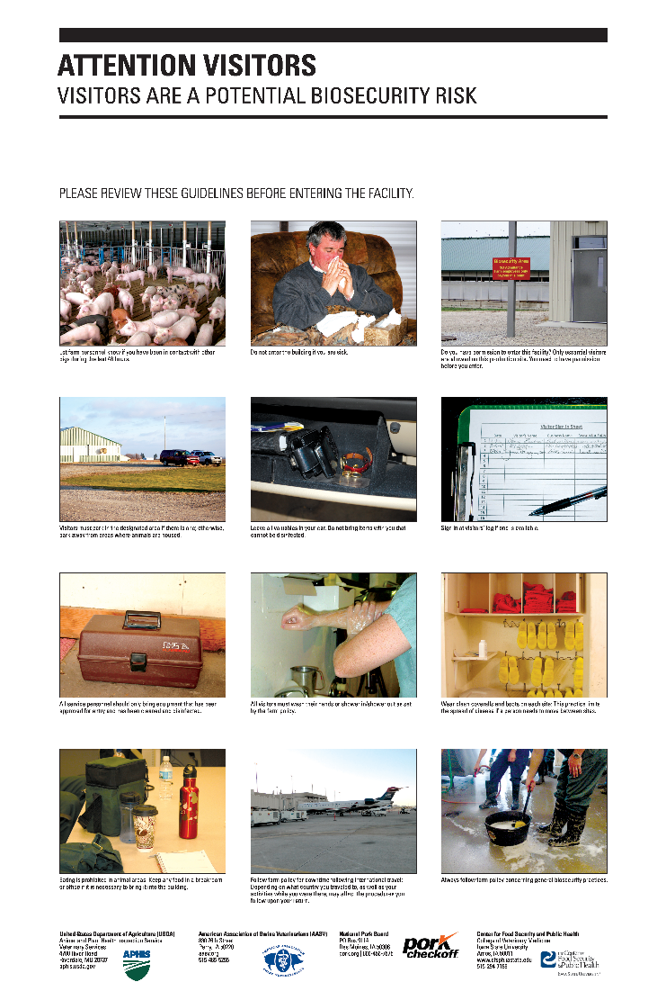 ATTENTION VISITORS
VISITORS ARE A POTENTIAL BIOSECURITY RISK
PLEASE REVIEW THESE GUIDELINES BEFORE ENTERING THE FACILITY.
Let farm personnel know if you have been in contact with other
pigs during the last 48 hours.
Do not enter the building if you are sick.
Biosecurity Area
NO Admittance
Farm employees only
beyond this point
Do you have permission to enter this facility? Only essential visitors
are allowed on this production site. You need to have permission
before you enter.
Visitors must park in the designated area if there is one; otherwise,
park away from areas where animals are housed.
Leave all valuables in your car. Do not bring items with you that
cannot be disinfected.
Visitor Sign In Sheet
Date
Visitor's Name
Business Name
Sign in at visitors' log if one is available.
All service personnel should only bring equipment that has been
approved for entry and has been cleaned and disinfected.
All visitors must wash their hands or shower in/shower out as set
by the farm policy.
Wear clean coveralls and boots on each site: This practice limits
the spread of disease if a person needs to move between sites.
Eating is prohibited in animal areas. Keep any food in a breakroom
or office if it is necessary to bring it into the building.
Follow farm policy for downtime following international travel:
Depending on what country you traveled to, as well as your
activities while you were there, may affect the procedures you
follow upon your return.
Always follow farm policy concerning general biosecurity practices.
United States Department of Agriculture (USDA)
Animal and Plant Health Inspection Service
Veterinary Services
4700 River Road
Riverdale, MD 20737
aphis.usda.gov
APHIS
American Association of Swine Veterinarians (AASV)
830 26th Street
Perry, IA 50220
aasv.org
515-465-5255
National Pork Board
PO Box 9114
Des Moines, IA 50306
pork.org | 800-456-7675
pork
checkoff
Center for Food Security and Public Health
College of Veterinary Medicine
Iowa State University
Ames, IA 50011
www.cfsph.iastate.edu
515-294-7189
The Center for
Food Security
& Public Health
IOWA STATE UNIVERSITY